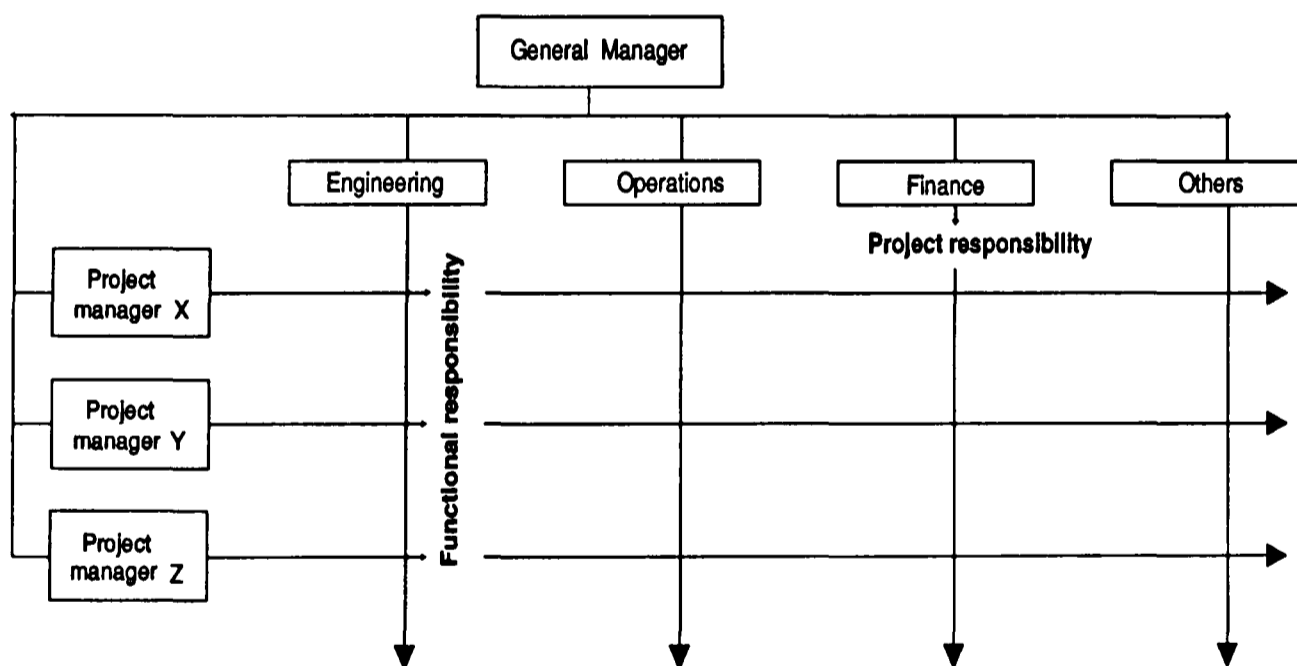 General Manager
Engineering
Operations
Finance
Others
Project responsibility
Functional responsibility
Project
manager X
Project
manager Y
Project
manager Z